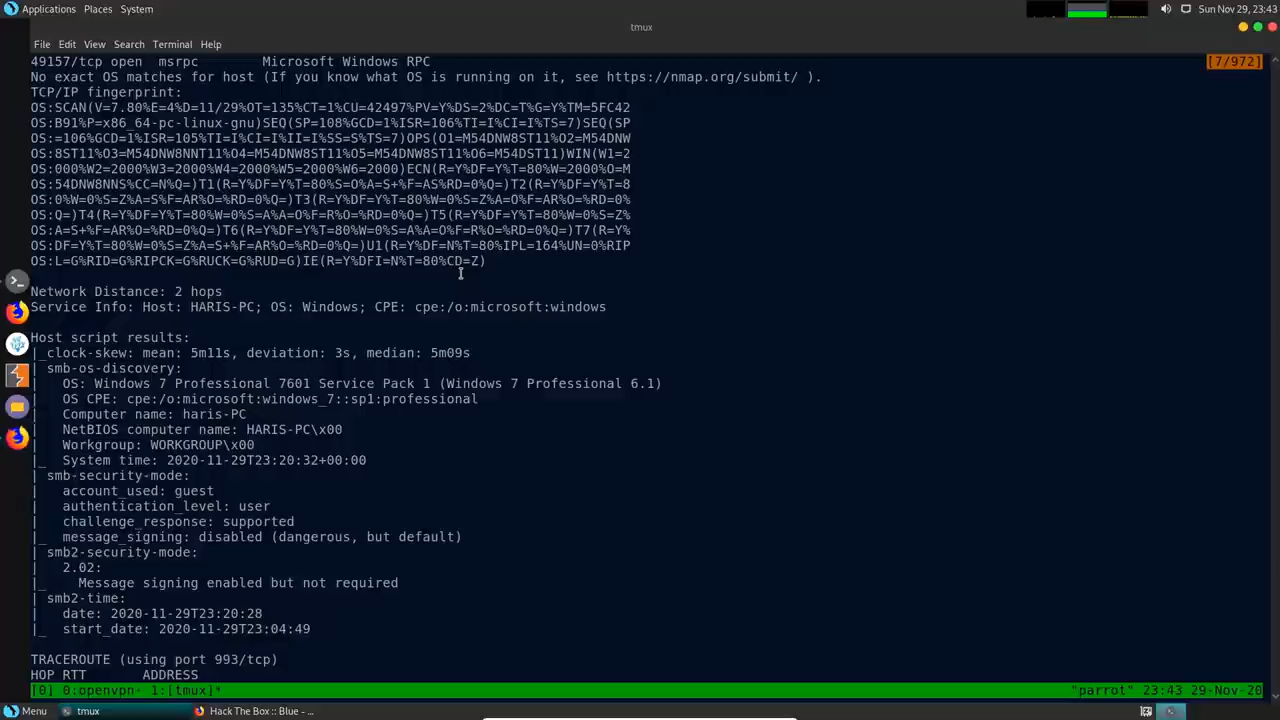 Applications Places System
Sun Nov 29, 23:43
tmux
File Edit View Search Terminal Help
49157/tcp open  msrpc        Microsoft Windows RPC
[7/972]
No exact OS matches for host (If you know what OS is running on it, see https://nmap.org/submit/ ).
TCP/IP fingerprint:
OS:SCAN(V=7.80%E=4%D=11/29%OT=135%CT=1%CU=42497%PV=Y%DS=2%DC=T%G=Y%TM=5FC42
OS:B91%P=x86_64-pc-linux-gnu)SEQ(SP=108%GCD=1%ISR=106%TI=I%CI=I%TS=7)SEQ(SP
OS:=106%GCD=1%ISR=105%TI=I%CI=I%II=I%SS=S%TS=7)OPS(O1=M54DNW8ST11%O2=M54DNW
OS:8ST11%O3=M54DNW8NNT11%O4=M54DNW8ST11%O5=M54DNW8ST11%O6=M54DST11)WIN(W1=2
OS:000%W2=2000%W3=2000%W4=2000%W5=2000%W6=2000)ECN(R=Y%DF=Y%T=80%W=2000%O=M
OS:54DNW8NNS%CC=N%Q=)T1(R=Y%DF=Y%T=80%S=O%A=S+%F=AS%RD=0%Q=)T2(R=Y%DF=Y%T=8
OS:0%W=0%S=Z%A=S%F=AR%O=%RD=0%Q=)T3(R=Y%DF=Y%T=80%W=0%S=Z%A=O%F=AR%O=%RD=0%
OS:Q=)T4(R=Y%DF=Y%T=80%W=0%S=A%A=O%F=R%O=%RD=0%Q=)T5(R=Y%DF=Y%T=80%W=0%S=Z%
OS:A=S+%F=AR%O=%RD=0%Q=)T6(R=Y%DF=Y%T=80%W=0%S=A%A=O%F=R%O=%RD=0%Q=)T7(R=Y%
OS:DF=Y%T=80%W=0%S=Z%A=S+%F=AR%O=%RD=0%Q=)U1(R=Y%DF=N%T=80%IPL=164%UN=0%RIP
OS:L=G%RID=G%RIPCK=G%RUCK=G%RUD=G)IE(R=Y%DFI=N%T=80%CD=Z)
Network Distance: 2 hops
Service Info: Host: HARIS-PC; OS: Windows; CPE: cpe:/o:microsoft:windows
Host script results:
|_clock-skew: mean: 5m11s, deviation: 3s, median: 5m09s
| smb-os-discovery:
|   OS: Windows 7 Professional 7601 Service Pack 1 (Windows 7 Professional 6.1)
|   OS CPE: cpe:/o:microsoft:windows_7::sp1:professional
|   Computer name: haris-PC
|   NetBIOS computer name: HARIS-PC\x00
|   Workgroup: WORKGROUP\x00
|_  System time: 2020-11-29T23:20:32+00:00
| smb-security-mode:
|   account_used: guest
|   authentication_level: user
|   challenge_response: supported
|_  message_signing: disabled (dangerous, but default)
| smb2-security-mode:
|   2.02:
|_    Message signing enabled but not required
| smb2-time:
|   date: 2020-11-29T23:20:28
|_  start_date: 2020-11-29T23:04:49
TRACEROUTE (using port 993/tcp)
HOP RTT       ADDRESS
[0] 0:openvpn- 1:[tmux]*
"parrot" 23:43 29-Nov-20
Menu
tmux
Hack The Box :: Blue - ...